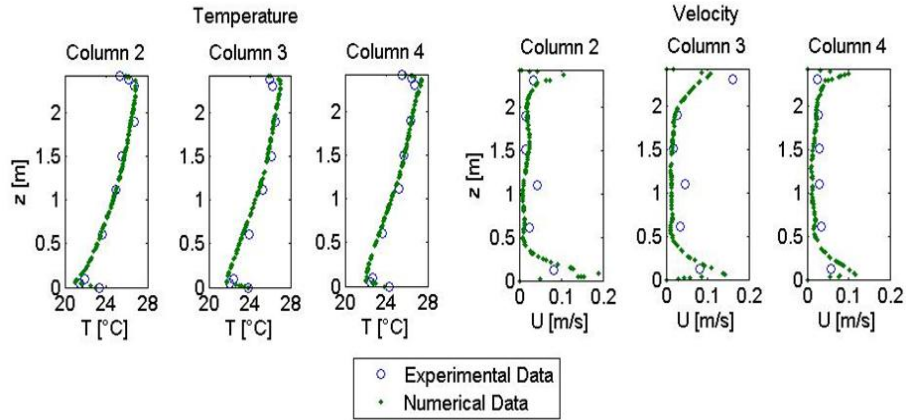 Temperature
Velocity
Column 2
Column 3
Column 4
Column 2
Column 3
Column 4
z [m]
2
1.5
1
0.5
0
20 24 28
T [°C]
2
1.5
1
0.5
0
20 24 28
T [°C]
2
1.5
1
0.5
0
20 24 28
T [°C]
z [m]
2
1.5
1
0.5
0
0 0.1 0.2
U [m/s]
2
1.5
1
0.5
0
0 0.1 0.2
U [m/s]
2
1.5
1
0.5
0
0 0.1 0.2
U [m/s]
Experimental Data
Numerical Data